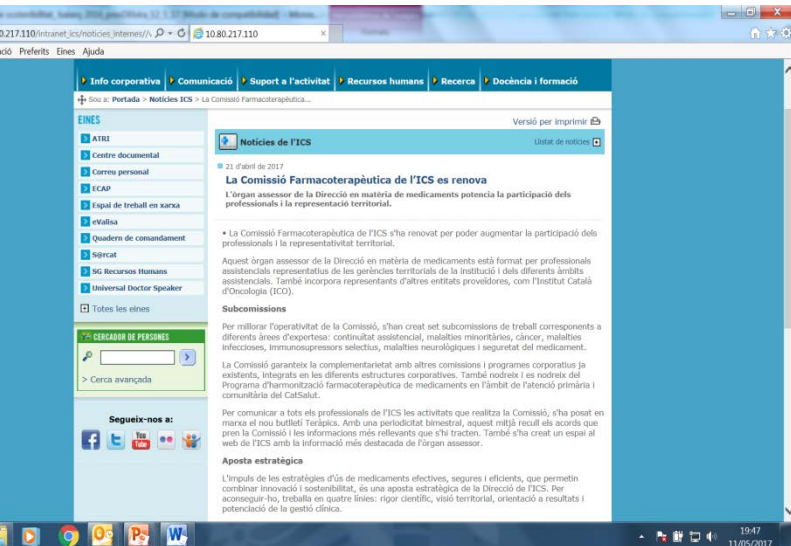 0.217.110/intranet_ics/noticies_internes//
10.80.217.110
ació Preferits Eines Ajuda
Info corporativa Comunicació Suport a l'activitat Recursos humans Recerca Docència i formació
Sou a: Portada > Notícies ICS > La Comissió Farmacoterapèutica...
EINES
ATRI
Centre documental
Correu personal
ECAP
Espai de treball en xarxa
eValisa
Quadern de comandament
S@rcat
SG Recursos Humans
Universal Doctor Speaker
Totes les eines
CERCADOR DE PERSONES
> Cerca avançada
Segueix-nos a:
Versió per imprimir
Notícies de l'ICS
Llistat de notícies
21 d'abril de 2017
La Comissió Farmacoterapèutica de l'ICS es renova
L'òrgan assessor de la Direcció en matèria de medicaments potencia la participació dels
professionals i la representació territorial.
• La Comissió Farmacoterapèutica de l'ICS s'ha renovat per poder augmentar la participació dels
professionals i la representativitat territorial.
Aquest òrgan assessor de la Direcció en matèria de medicaments està format per professionals
assistencials representatius de les gerències territorials de la institució i dels diferents àmbits
assistencials. També incorpora representants d'altres entitats proveïdores, com l'Institut Català
d'Oncologia (ICO).
Subcomissions
Per millorar l'operativitat de la Comissió, s'han creat set subcomissions de treball corresponents a
diferents àrees d'expertesa: continuïtat assistencial, malalties minoritàries, càncer, malalties
infeccioses, immunosupressors selectius, malalties neurològiques i seguretat del medicament.
La Comissió garanteix la complementarietat amb altres comissions i programes corporatius ja
existents, integrats en les diferents estructures corporatives. També nodreix i es nodreix del
Programa d'harmonització farmacoterapèutica de medicaments en l'àmbit de l'atenció primària i
comunitària del CatSalut.
Per comunicar a tots els professionals de l'ICS les activitats que realitza la Comissió, s'ha posat en
marxa el nou butlletí Teràpics. Amb una periodicitat bimestral, aquest mitjà recull els acords que
pren la Comissió i les informacions més rellevants que s'hi tracten. També s'ha creat un espai al
web de l'ICS amb la informació més destacada de l'òrgan assessor.
Aposta estratègica
L'impuls de les estratègies d'ús de medicaments efectives, segures i eficients, que permetin
combinar innovació i sostenibilitat, és una aposta estratègica de la Direcció de l'ICS. Per
aconseguir-ho, treballa en quatre línies: rigor científic, visió territorial, orientació a resultats i
potenciació de la gestió clínica.
19:47
11/05/2017